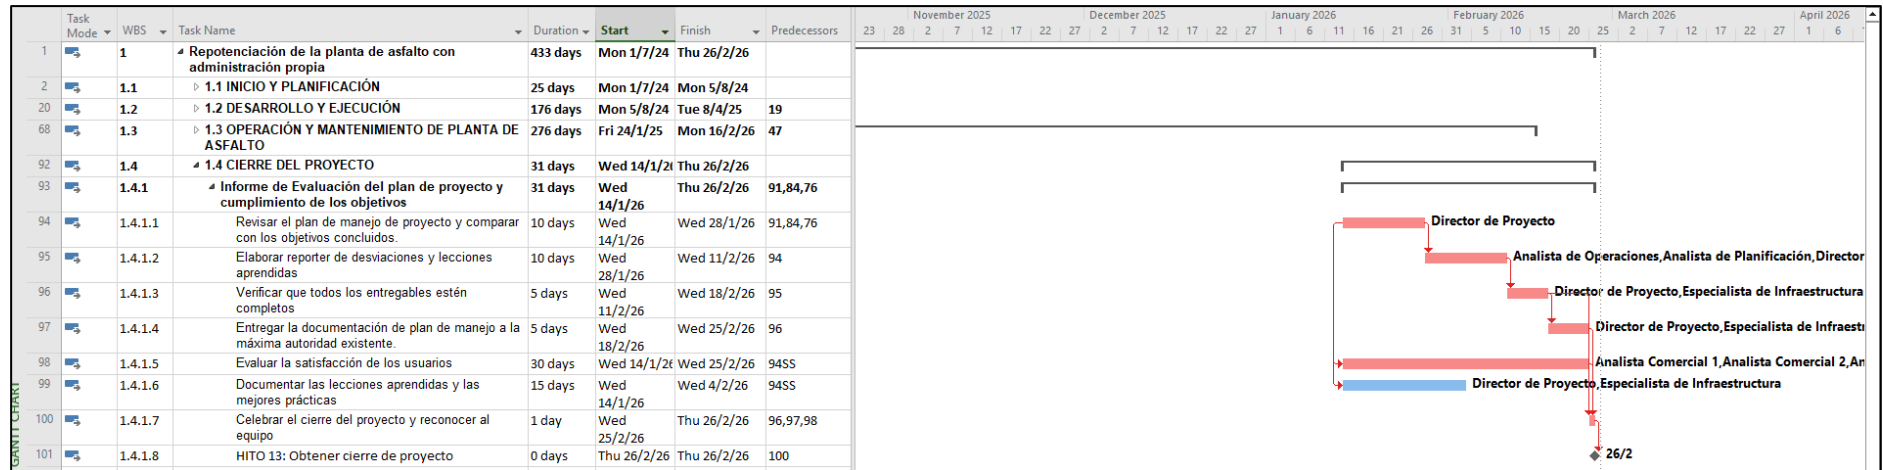 Task Mode WBS Task Name Duration Start Finish Predecessors
November 2025 December 2025 January 2026 February 2026 March 2026 April 2026
23 28 2 7 12 17 22 27 2 7 12 17 22 27 1 6 11 16 21 26 31 5 10 15 20 25 2 7 12 17 22 27 1 6
1 1 Repotenciación de la planta de asfalto con 433 days Mon 1/7/24 Thu 26/2/26
administración propia
2 1.1 1.1 INICIO Y PLANIFICACIÓN 25 days Mon 1/7/24 Mon 5/8/24
20 1.2 1.2 DESARROLLO Y EJECUCIÓN 176 days Mon 5/8/24 Tue 8/4/25 19
68 1.3 1.3 OPERACIÓN Y MANTENIMIENTO DE PLANTA DE 276 days Fri 24/1/25 Mon 16/2/26 47
ASFALTO
92 1.4 1.4 CIERRE DEL PROYECTO 31 days Wed 14/1/26 Thu 26/2/26
93 1.4.1 Informe de Evaluación del plan de proyecto y 31 days Wed Thu 26/2/26 91,84,76
cumplimiento de los objetivos 14/1/26
94 1.4.1.1 Revisar el plan de manejo de proyecto y comparar 10 days Wed Wed 28/1/26 91,84,76 Director de Proyecto
con los objetivos concluidos. 14/1/26
95 1.4.1.2 Elaborar reporter de desviaciones y lecciones 10 days Wed Wed 11/2/26 94 Analista de Operaciones,Analista de Planificación,Director
aprendidas 28/1/26
96 1.4.1.3 Verificar que todos los entregables estén 5 days Wed Wed 18/2/26 95 Director de Proyecto,Especialista de Infraestructura
completos 11/2/26
97 1.4.1.4 Entregar la documentación de plan de manejo a la 5 days Wed Wed 25/2/26 96 Director de Proyecto,Especialista de Infraestr
máxima autoridad existente. 18/2/26
98 1.4.1.5 Evaluar la satisfacción de los usuarios 30 days Wed 14/1/26 Wed 25/2/26 94SS Analista Comercial 1,Analista Comercial 2,An
99 1.4.1.6 Documentar las lecciones aprendidas y las 15 days Wed Wed 4/2/26 94SS Director de Proyecto,Especialista de Infraestructura
mejores prácticas 14/1/26
100 1.4.1.7 Celebrar el cierre del proyecto y reconocer al 1 day Wed Thu 26/2/26 96,97,98
equipo 25/2/26
101 1.4.1.8 HITO 13: Obtener cierre de proyecto 0 days Thu 26/2/26 Thu 26/2/26 100 26/2
GANTT CHART